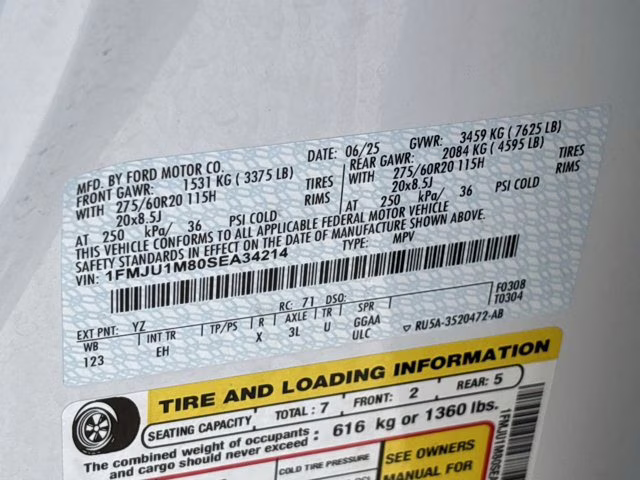 MFD. BY FORD MOTOR CO. DATE: 06/25 GVWR: 3459 KG ( 7625 LB)
FRONT GAWR: 1531 KG ( 3375 LB) REAR GAWR: 2084 KG ( 4595 LB)
WITH 275/60R20 115H TIRES 275/60R20 115H TIRES
20x8.5J RIMS 20x8.5J RIMS
AT 250 kPa/ 36 PSI COLD AT 250 kPa/ 36 PSI COLD
THIS VEHICLE CONFORMS TO ALL APPLICABLE FEDERAL MOTOR VEHICLE
SAFETY STANDARDS IN EFFECT ON THE DATE OF MANUFACTURE SHOWN ABOVE.
VIN: 1FMJU1M80SEA34214 TYPE: MPV
F0308
T0304
EXT PNT: YZ RC: 71 DSO:
WB INT TR TP/PS R AXLE TR SPR
123 EH X 3L U GGAA
ULC ▽ RU5A-3520472-AB
TIRE AND LOADING INFORMATION
SEATING CAPACITY TOTAL : 7 FRONT: 2 REAR: 5
The combined weight of occupants
and cargo should never exceed : 616 kg or 1360 lbs.
COLD TIRE PRESSURE
SEE OWNERS
MANUAL FOR